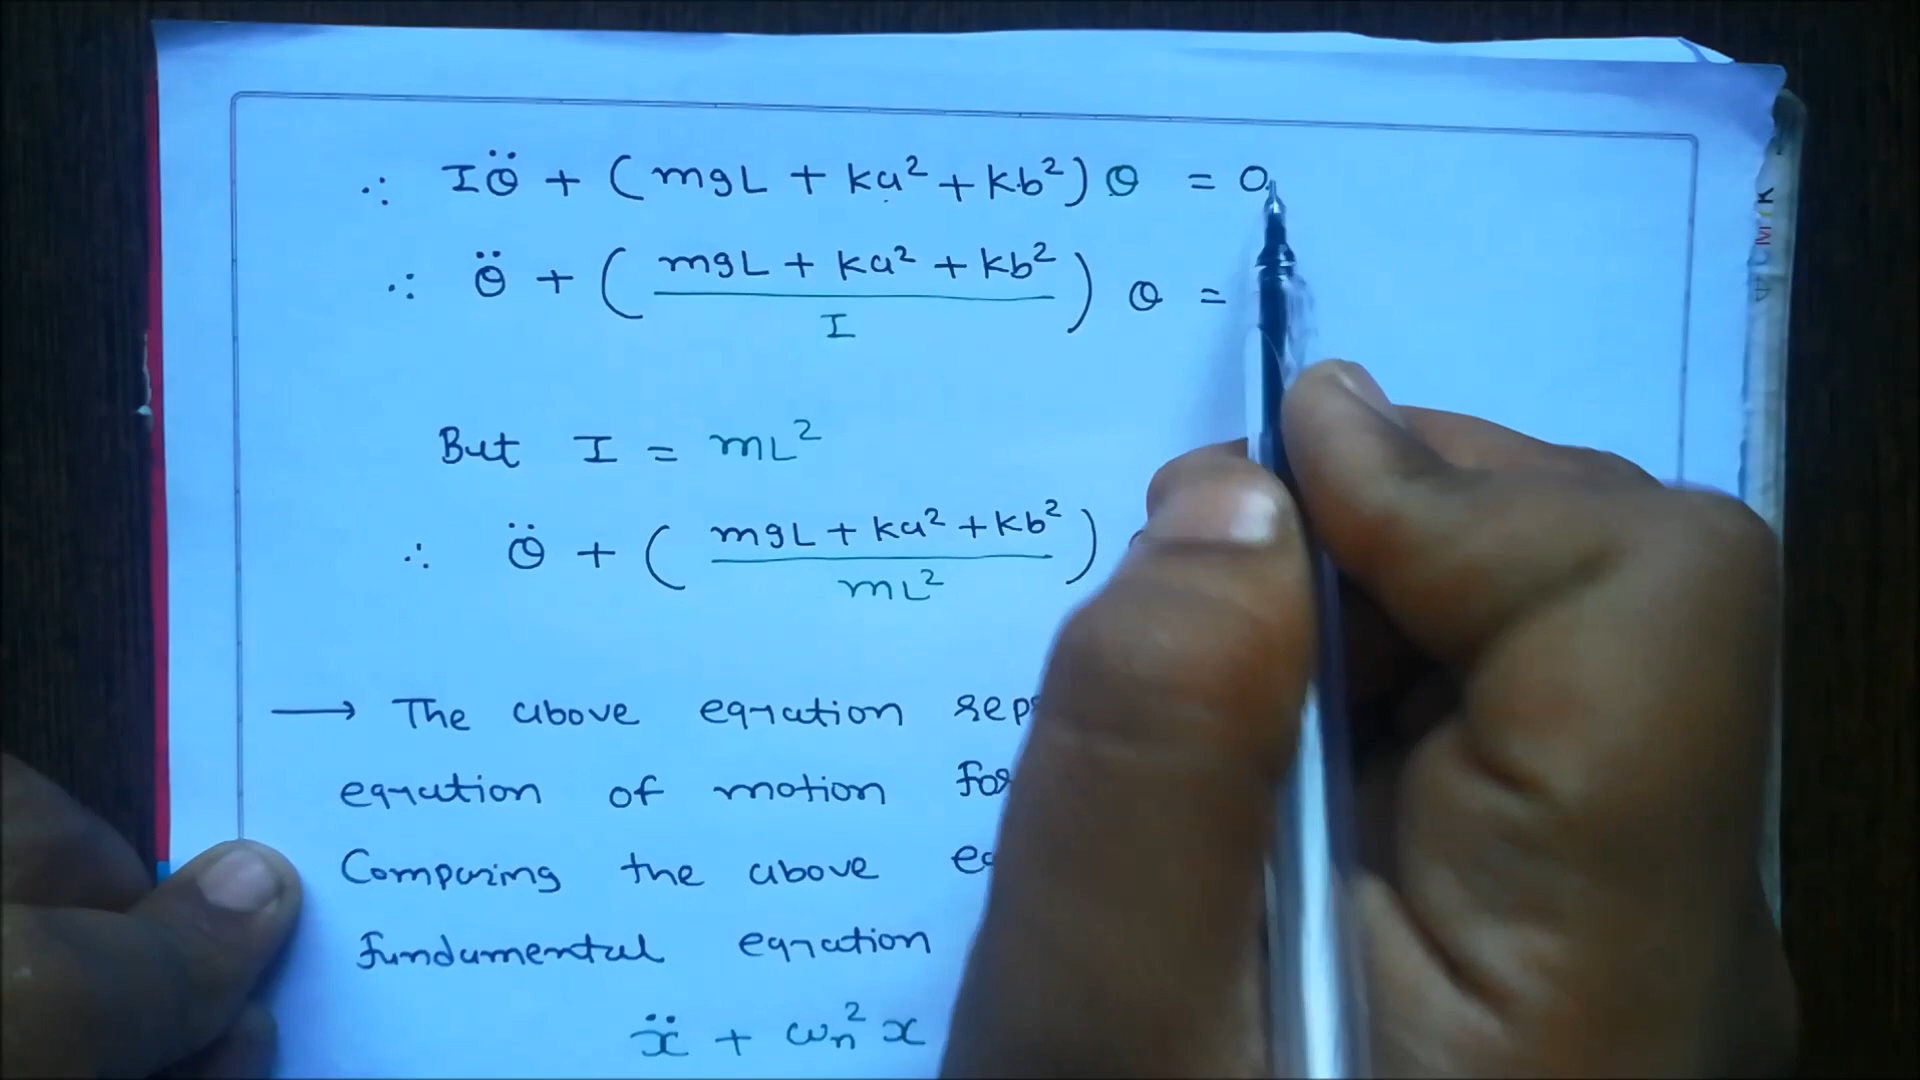 ∴ Iθ̈ + (mgL + ka² + kb²) θ = 0
∴ θ̈ + ( (mgL + ka² + kb²) / I ) θ =
But I = mL²
∴ θ̈ + ( (mgL + ka² + kb²) / mL² )
→ The above equation
equation of motion for
Comparing the above
fundamental equation
ẍ + ωn² x